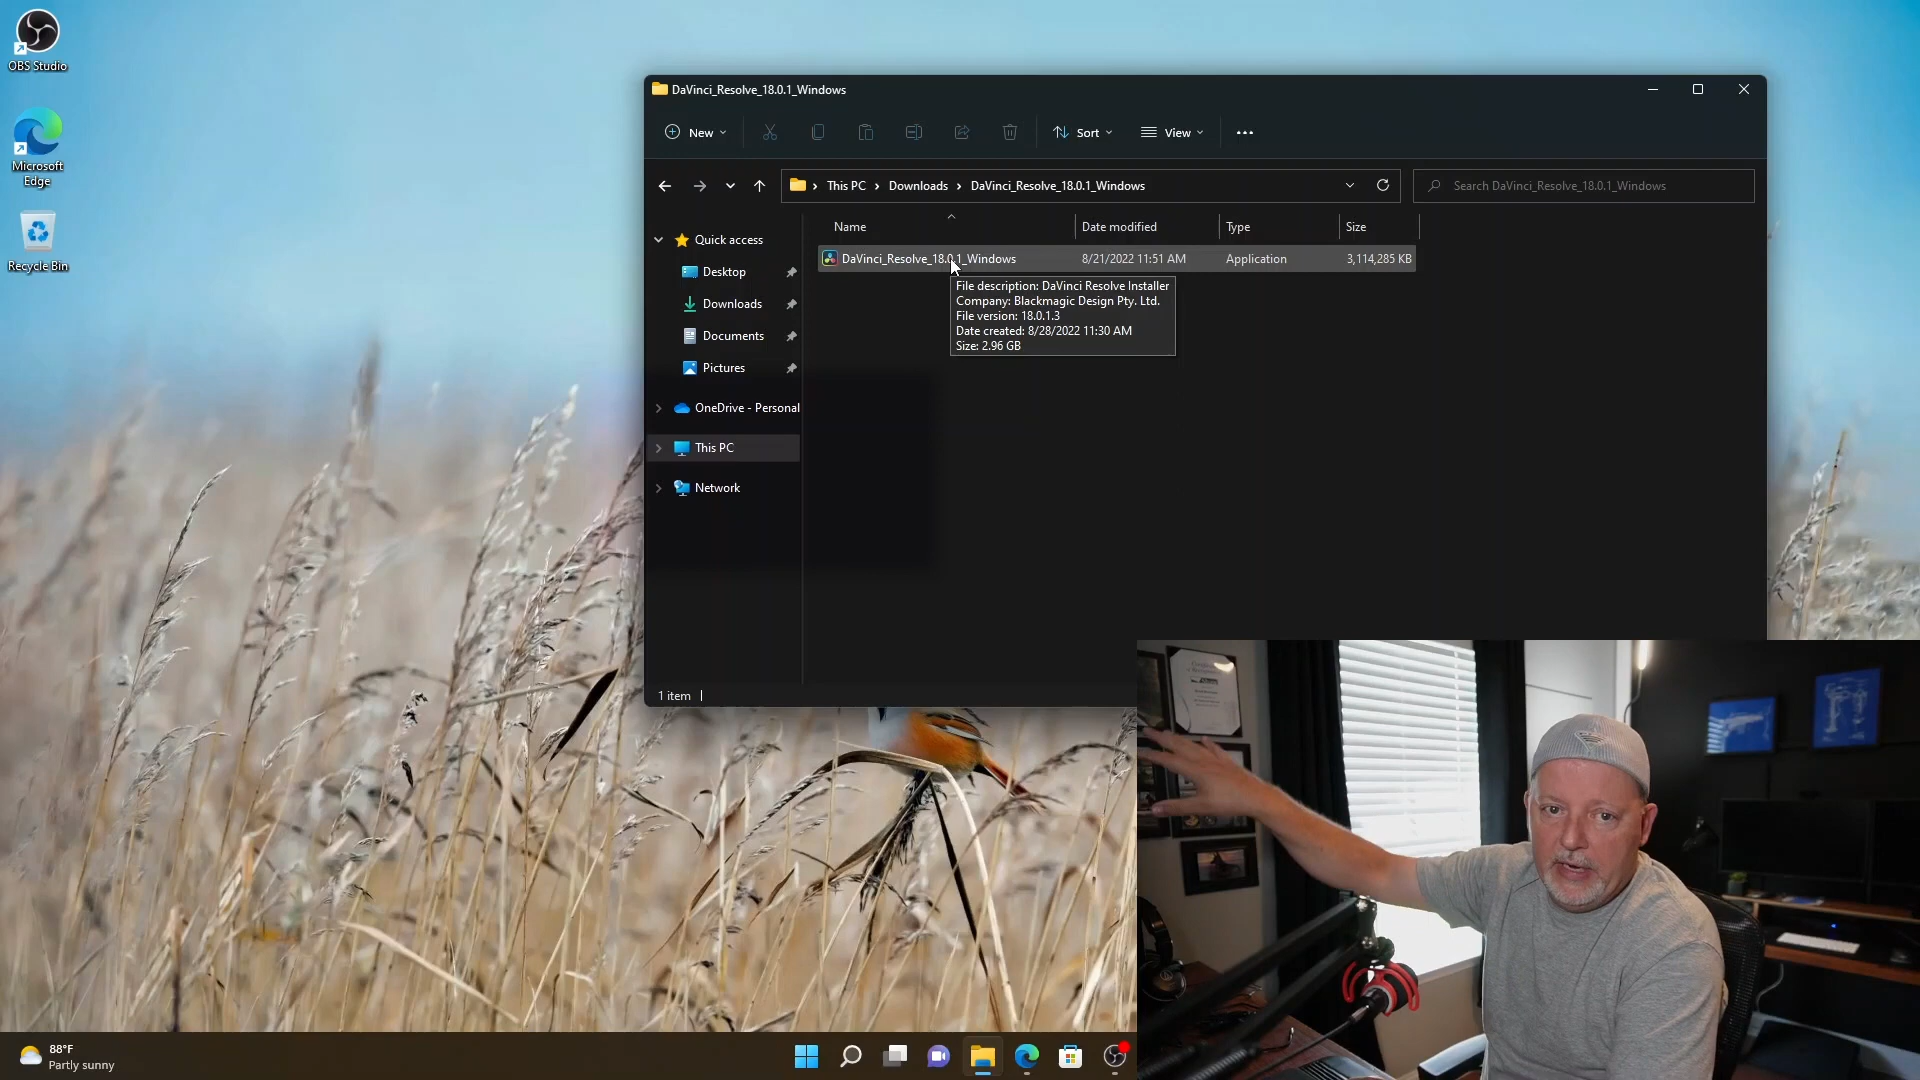 OBS Studio
Microsoft
Edge
Recycle Bin
DaVinci_Resolve_18.0.1_Windows
New
Sort
View
This PC
Downloads
DaVinci_Resolve_18.0.1_Windows
Search DaVinci_Resolve_18.0.1_Windows
Name
Date modified
Type
Size
DaVinci_Resolve_18.0.1_Windows
8/21/2022 11:51 AM
Application
3,114,285 KB
File description: DaVinci Resolve Installer
Company: Blackmagic Design Pty. Ltd.
File version: 18.0.1.3
Date created: 8/28/2022 11:30 AM
Size: 2.96 GB
Quick access
Desktop
Downloads
Documents
Pictures
OneDrive - Personal
This PC
Network
1 item
88°F
Partly sunny